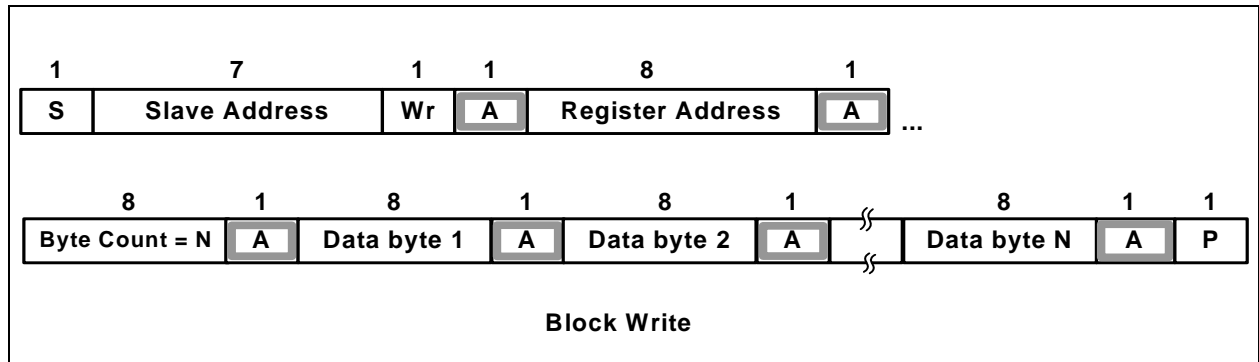 1 7 1 1 8 1
S Slave Address Wr A Register Address A ...
8 1 8 1 8 1 8 1 1
Byte Count = N A Data byte 1 A Data byte 2 A Data byte N A P
Block Write